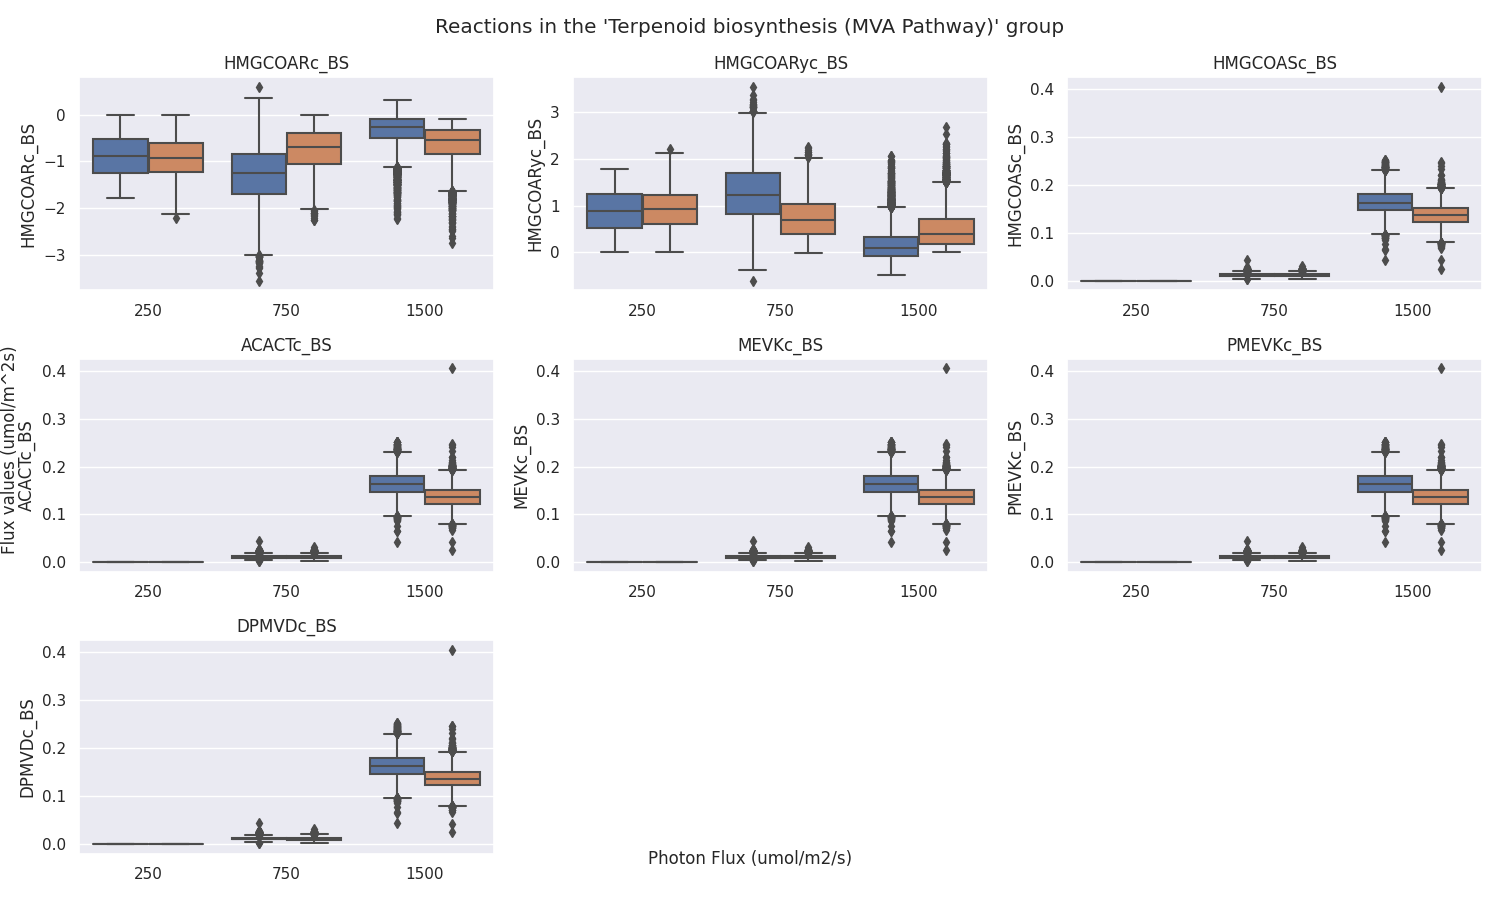 Reactions in the 'Terpenoid biosynthesis (MVA Pathway)' group
HMGCOARc_BS
HMGCOARc_BS
0
−1
−2
−3
250 750 1500
HMGCOARyc_BS
HMGCOARyc_BS
3
2
1
0
250 750 1500
HMGCOASc_BS
HMGCOASc_BS
0.4
0.3
0.2
0.1
0.0
250 750 1500
Flux values (umol/m^2s)
ACACTc_BS
ACACTc_BS
0.4
0.3
0.2
0.1
0.0
250 750 1500
MEVKc_BS
MEVKc_BS
0.4
0.3
0.2
0.1
0.0
250 750 1500
PMEVKc_BS
PMEVKc_BS
0.4
0.3
0.2
0.1
0.0
250 750 1500
DPMVDc_BS
DPMVDc_BS
0.4
0.3
0.2
0.1
0.0
250 750 1500
Photon Flux (umol/m2/s)